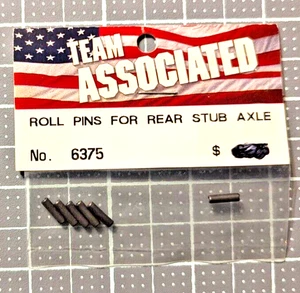 TEAM
ASSOCIATED
ROLL PINS FOR REAR STUB AXLE
No. 6375 $